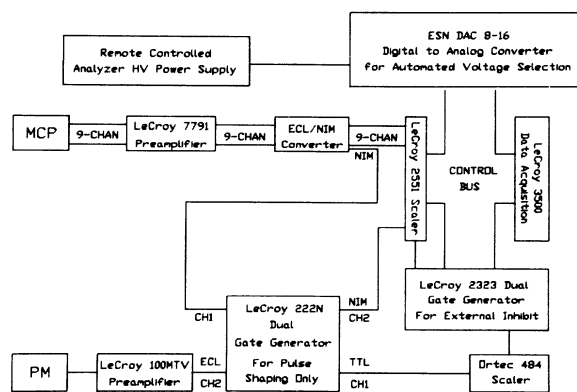 ESN DAC 8-16
Digital to Analog Converter
for Automated Voltage Selection
Remote Controlled
Analyzer HV Power Supply
MCP
9-CHAN
LeCroy 7791
Preamplifier
9-CHAN
ECL/NIM
Converter
9-CHAN
NIM
LeCroy 2551 Scaler
CONTROL
BUS
LeCroy 3500
Data Acquisition
LeCroy 2323 Dual
Gate Generator
For External Inhibit
CH1
LeCroy 222N
Dual
Gate Generator
For Pulse
Shaping Only
NIM
CH2
PM
LeCroy 100MTV
Preamplifier
ECL
CH2
TTL
CH1
Ortec 484
Scaler